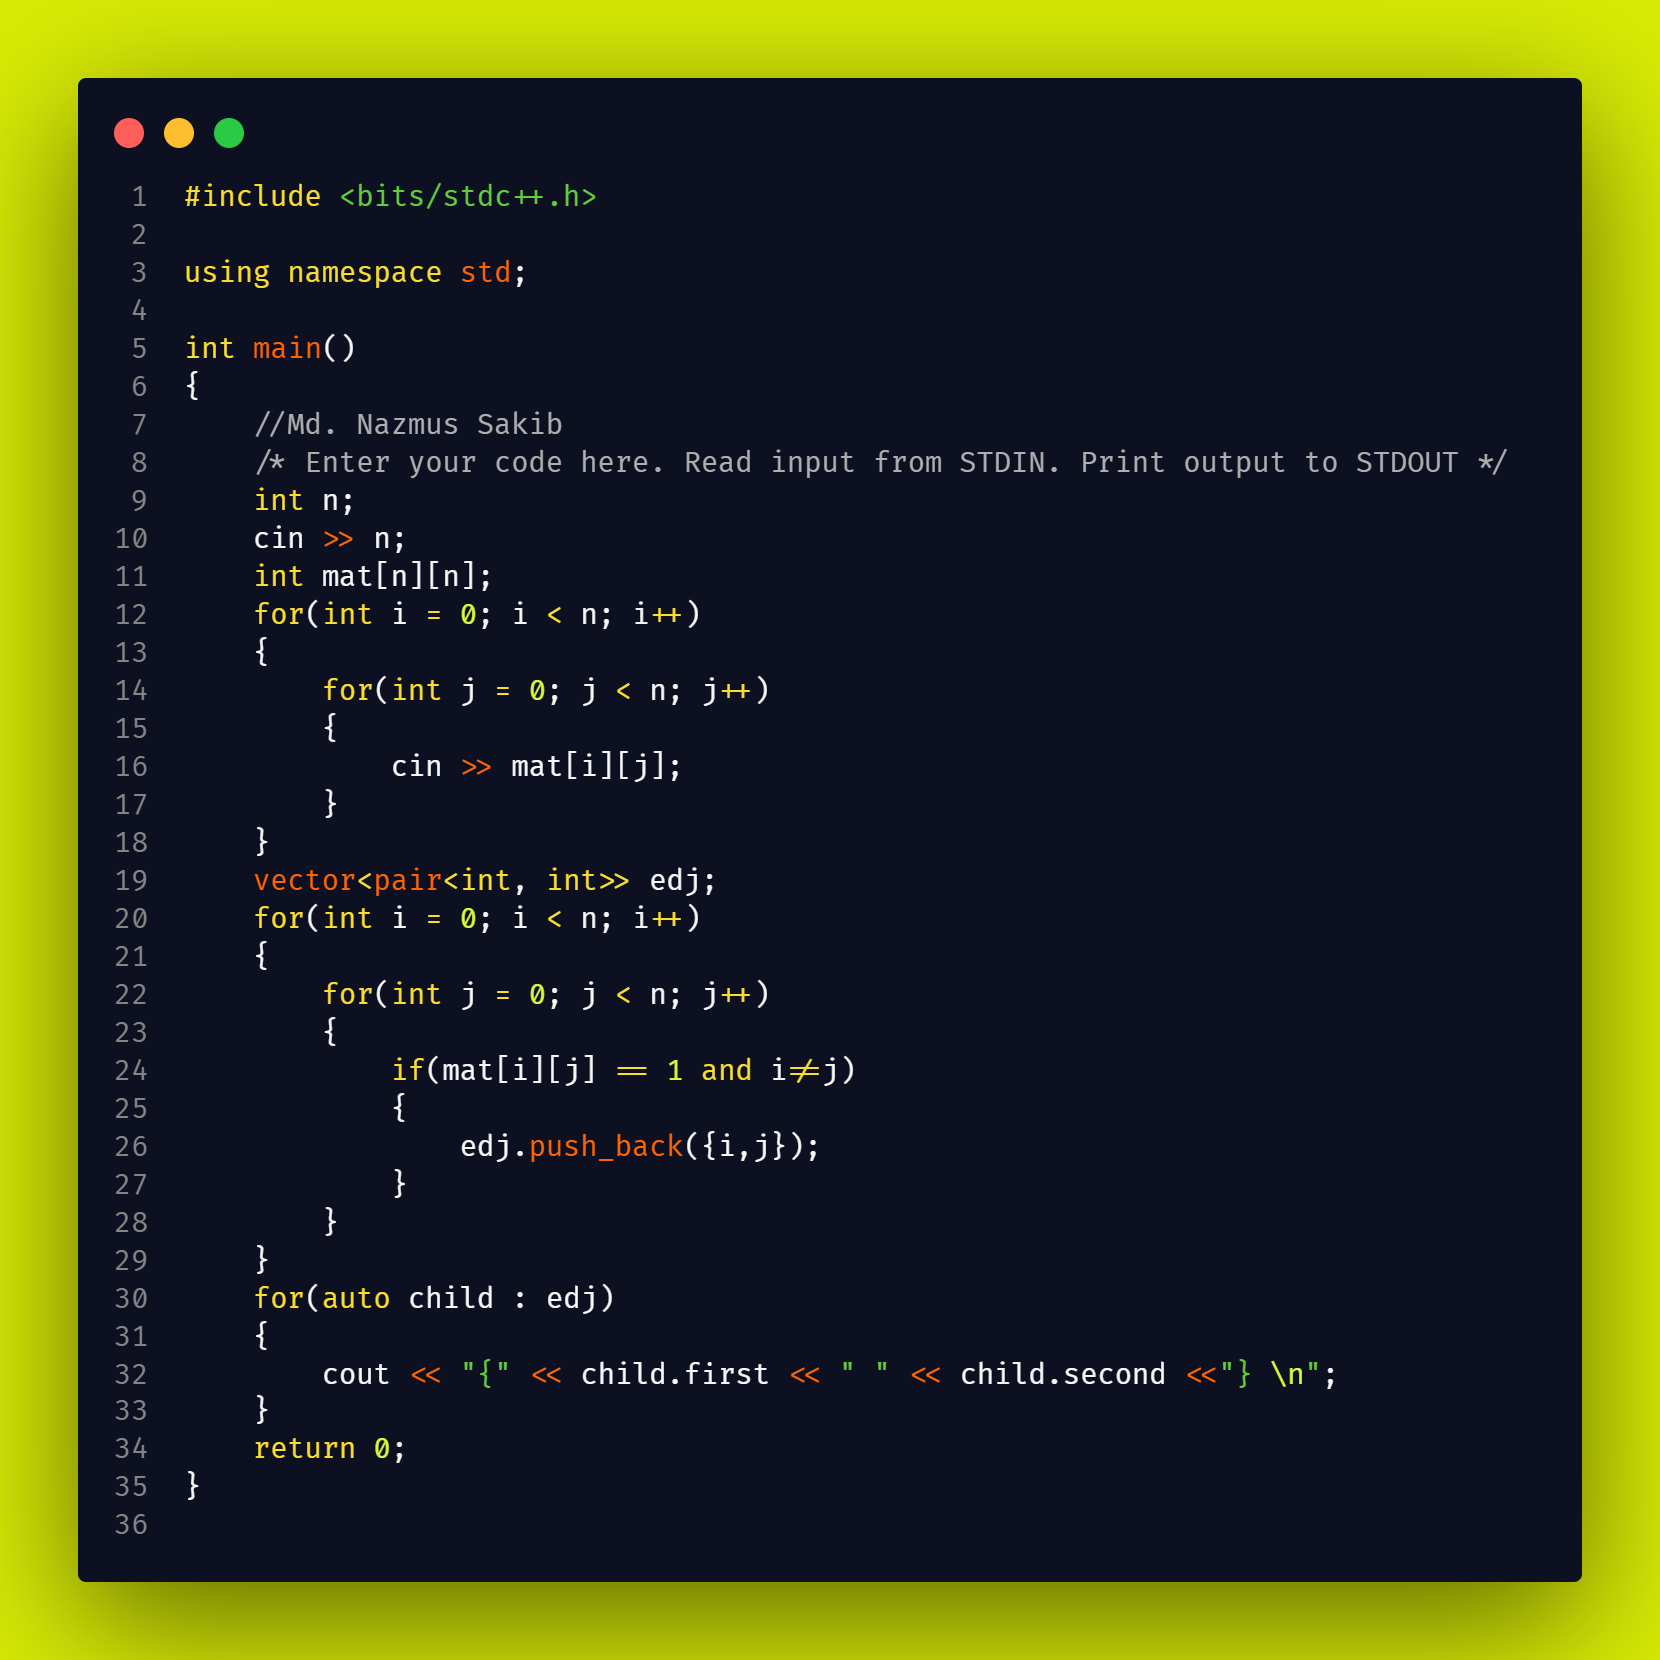 1 #include <bits/stdc++.h>
2
3 using namespace std;
4
5 int main()
6 {
7     //Md. Nazmus Sakib
8     /* Enter your code here. Read input from STDIN. Print output to STDOUT */
9     int n;
10     cin >> n;
11     int mat[n][n];
12     for(int i = 0; i < n; i++)
13     {
14         for(int j = 0; j < n; j++)
15         {
16             cin >> mat[i][j];
17         }
18     }
19     vector<pair<int, int>> edj;
20     for(int i = 0; i < n; i++)
21     {
22         for(int j = 0; j < n; j++)
23         {
24             if(mat[i][j] == 1 and i!=j)
25             {
26                 edj.push_back({i,j});
27             }
28         }
29     }
30     for(auto child : edj)
31     {
32         cout << "{" << child.first << " " << child.second <<"} \n";
33     }
34     return 0;
35 }
36